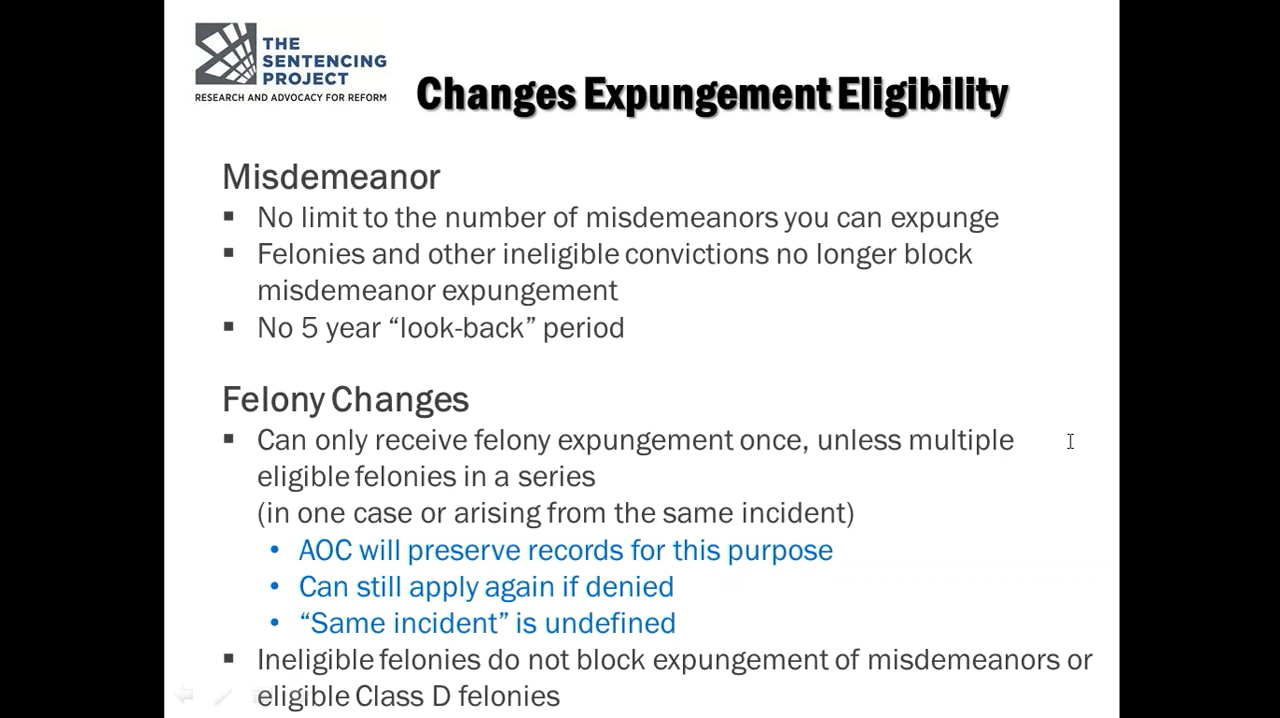 THE
SENTENCING
PROJECT
RESEARCH AND ADVOCACY FOR REFORM
Changes Expungement Eligibility
Misdemeanor
▪ No limit to the number of misdemeanors you can expunge
▪ Felonies and other ineligible convictions no longer block
misdemeanor expungement
▪ No 5 year “look-back” period
Felony Changes
▪ Can only receive felony expungement once, unless multiple
eligible felonies in a series
(in one case or arising from the same incident)
• AOC will preserve records for this purpose
• Can still apply again if denied
• “Same incident” is undefined
▪ Ineligible felonies do not block expungement of misdemeanors or
eligible Class D felonies